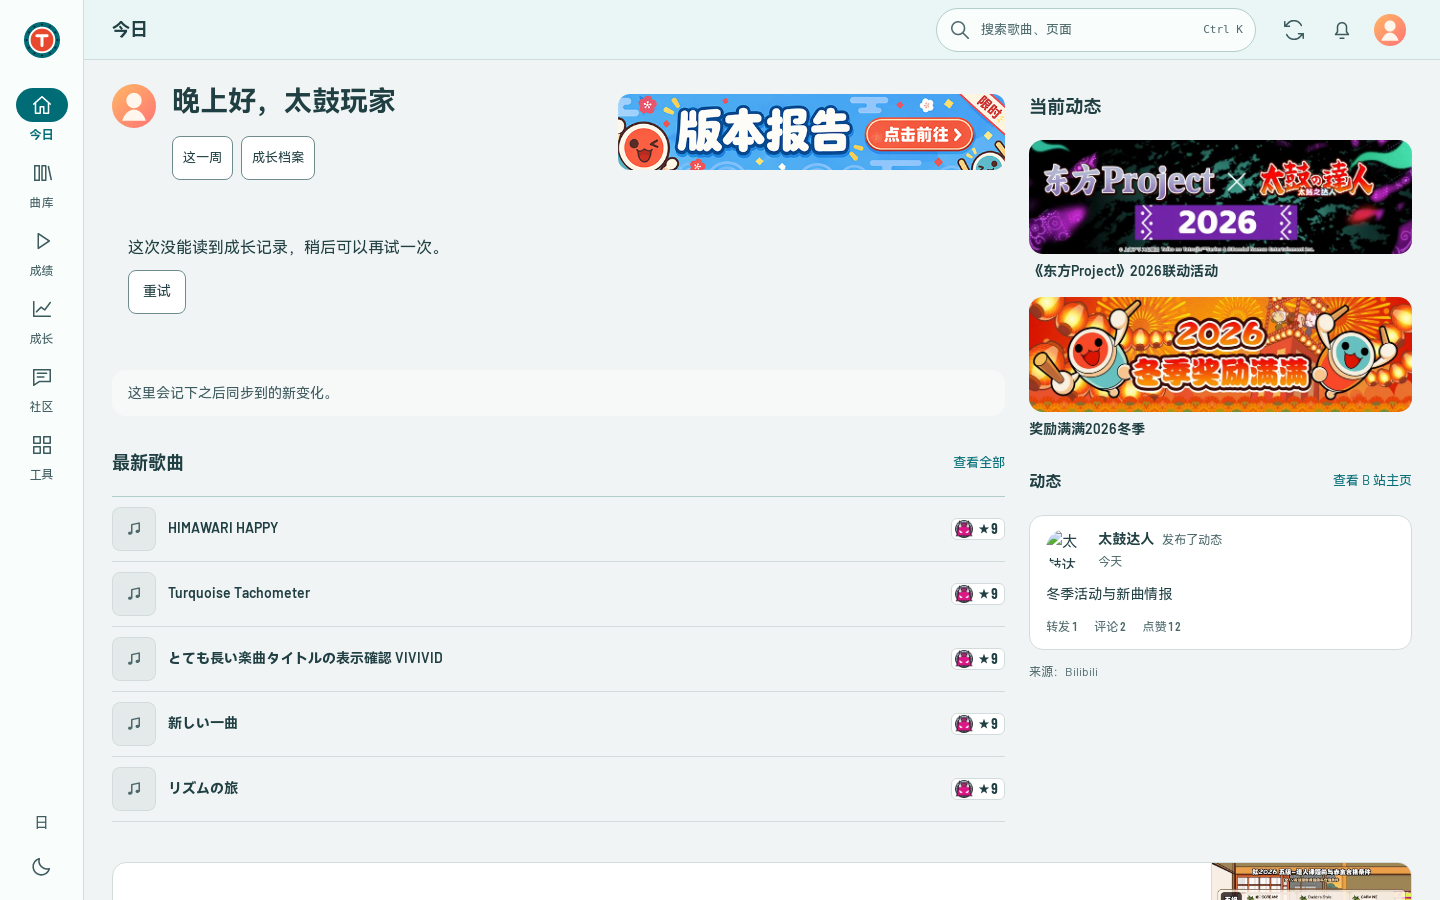 今日
搜索歌曲、页面
Ctrl K
今日
曲库
成绩
成长
社区
工具
日
晚上好，太鼓玩家
这一周
成长档案
版本报告
点击前往
限时
这次没能读到成长记录，稍后可以再试一次。
重试
这里会记下之后同步到的新变化。
最新歌曲
查看全部
HIMAWARI HAPPY
★9
Turquoise Tachometer
★9
とても長い楽曲タイトルの表示確認 VIVIVID
★9
新しい一曲
★9
リズムの旅
★9
当前动态
东方Project × 太鼓の達人
太鼓之达人
2026
《东方Project》2026联动活动
2026
冬季奖励满满
奖励满满2026冬季
动态
查看 B 站主页
太鼓达人 发布了动态
今天
冬季活动与新曲情报
转发1 评论2 点赞12
来源：Bilibili